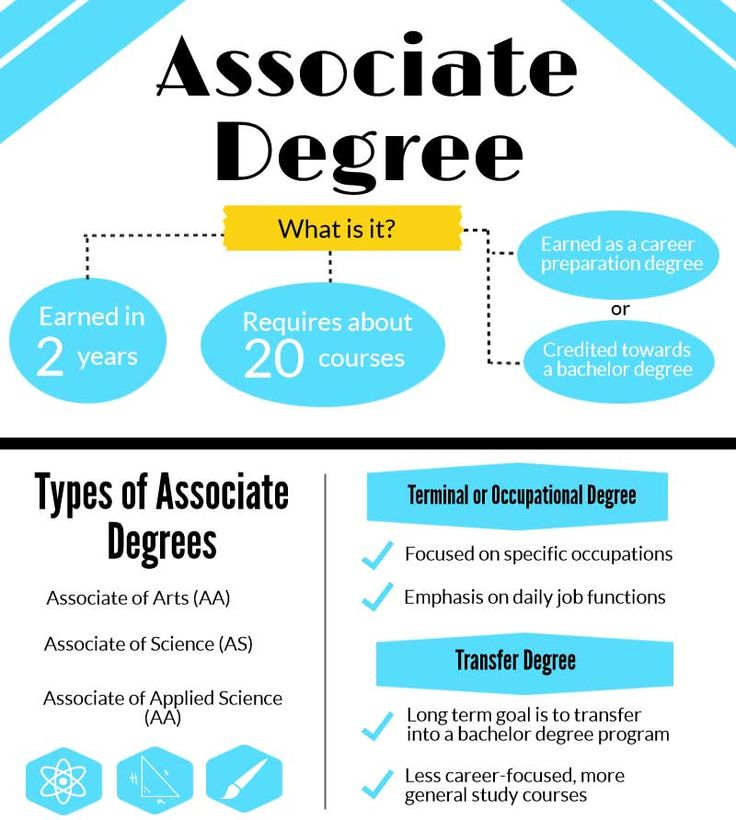 Associate
Degree
What is it?
Earned in
2 years
Requires about
20 courses
Earned as a career
preparation degree
or
Credited towards
a bachelor degree
Types of Associate
Degrees
Associate of Arts (AA)
Associate of Science (AS)
Associate of Applied Science
(AA)
Terminal or Occupational Degree
Focused on specific occupations
Emphasis on daily job functions
Transfer Degree
Long term goal is to transfer
into a bachelor degree program
Less career-focused, more
general study courses